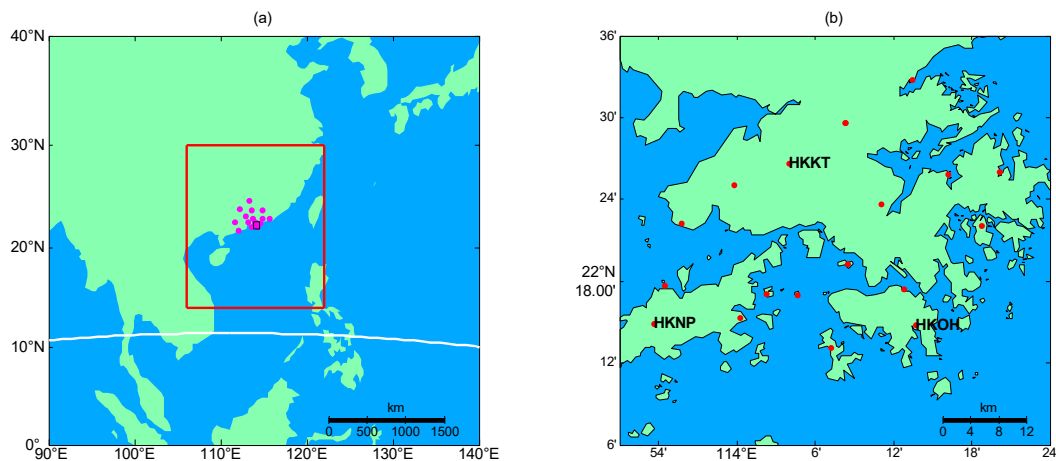 (a)
40°N
30°N
20°N
10°N
0°
90°E
100°E
110°E
120°E
130°E
140°E
km
0
500
1000
1500
(b)
36'
30'
24'
22°N
18.00'
12'
6'
54'
114°E
6'
12'
18'
24'
HKKT
HKNP
HKOH
km
0
4
8
12